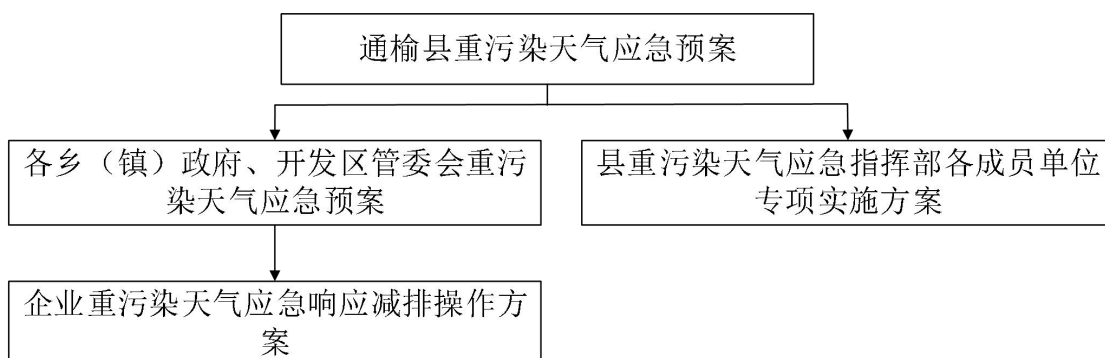 通榆县重污染天气应急预案
各乡（镇）政府、开发区管委会重污
染天气应急预案
县重污染天气应急指挥部各成员单位
专项实施方案
企业重污染天气应急响应减排操作方
案